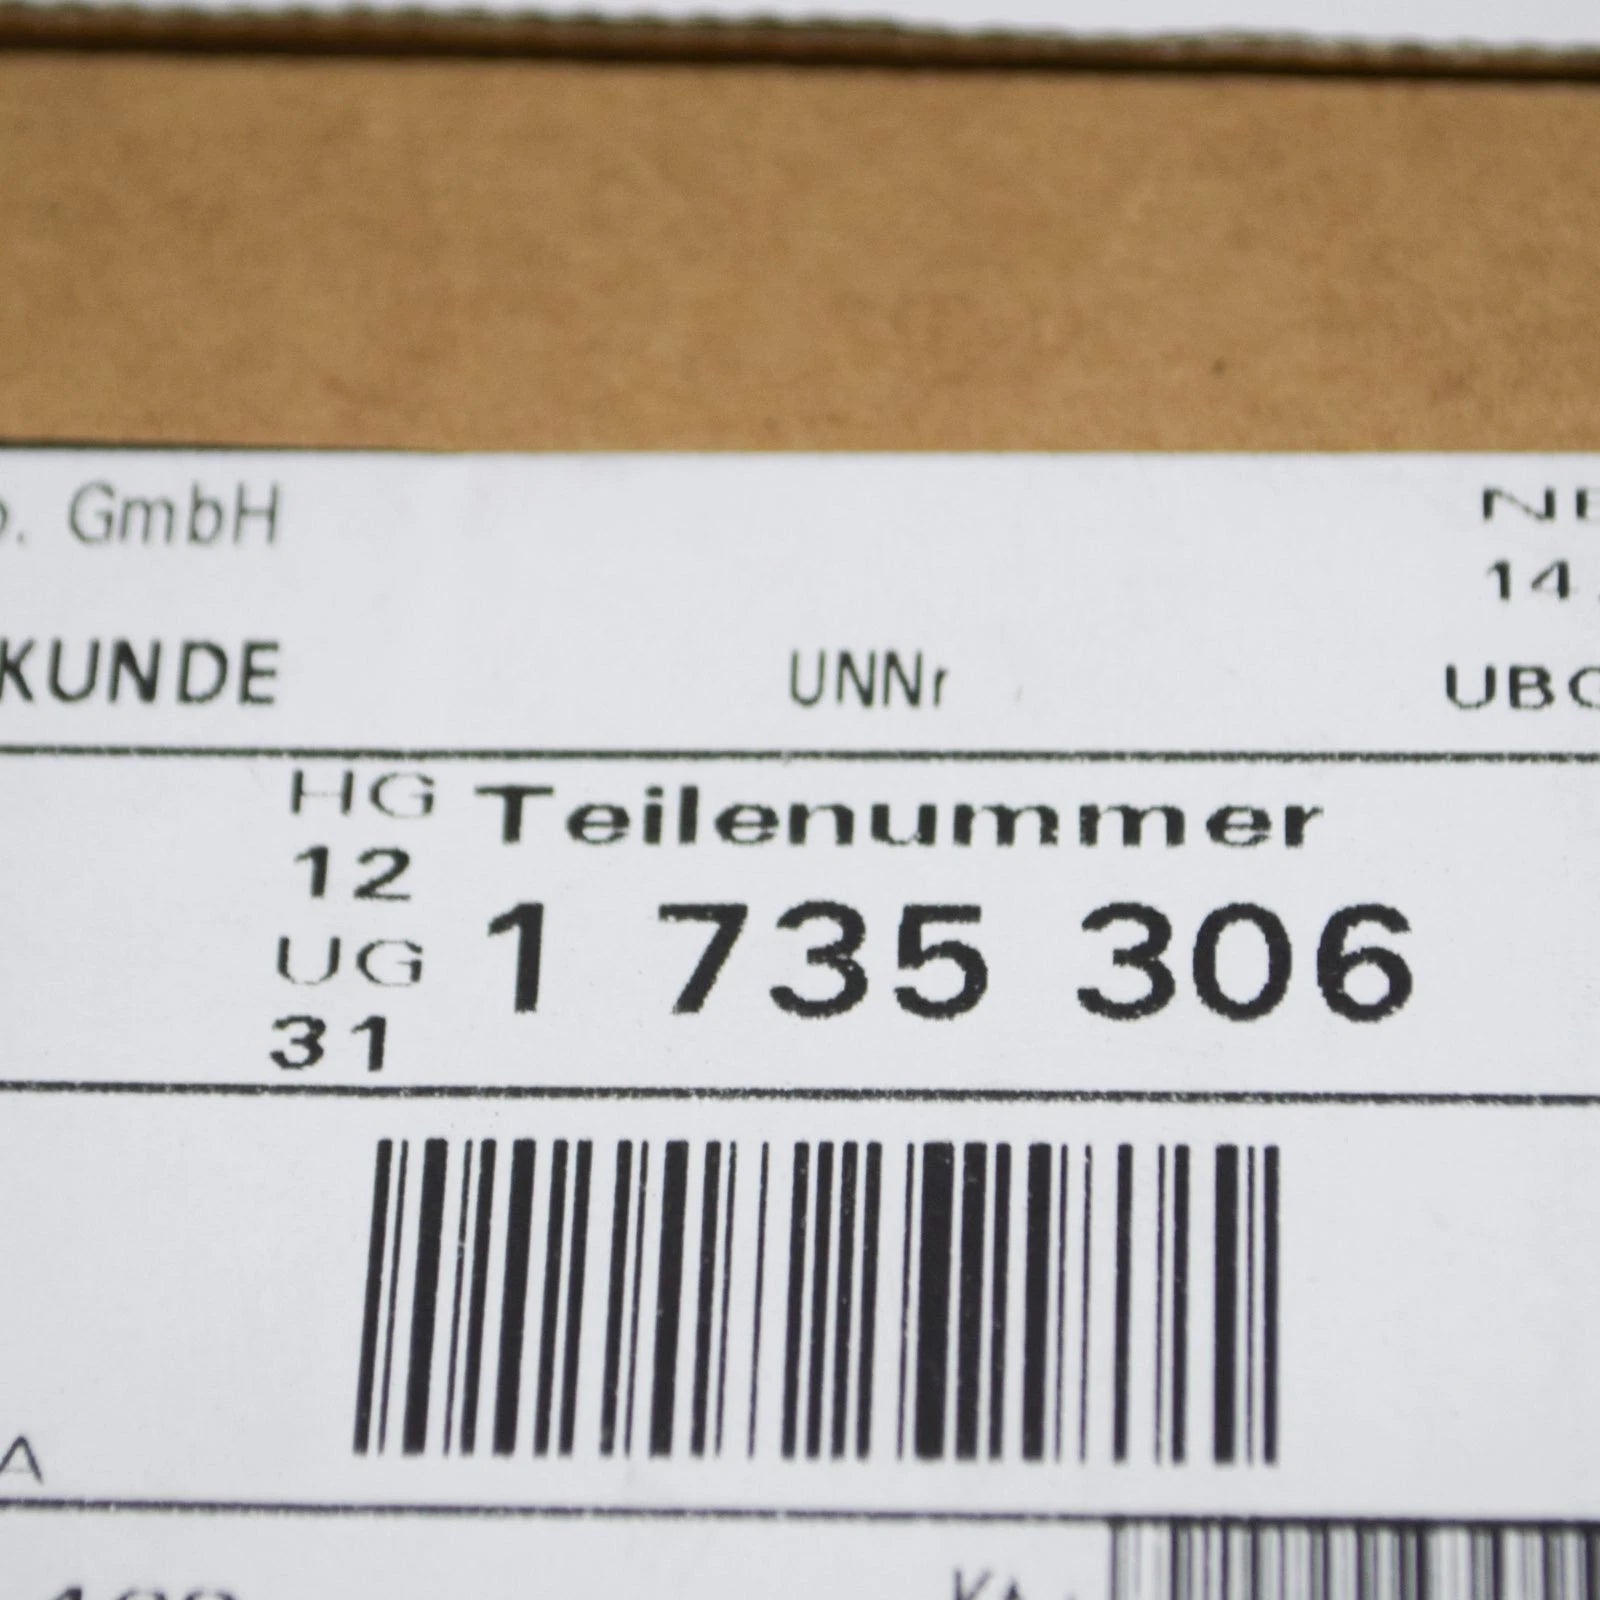 GmbH
14
KUNDE
UNNr
HG Teilenummer
12
1 735 306
UG
31
A